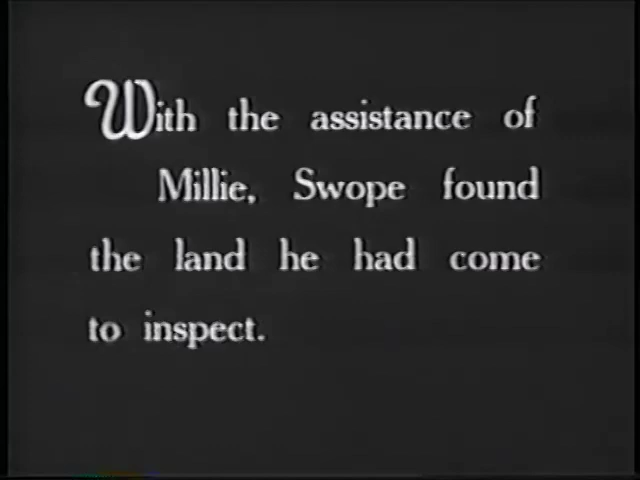 With the assistance of
Millie, Swope found
the land he had come
to inspect.